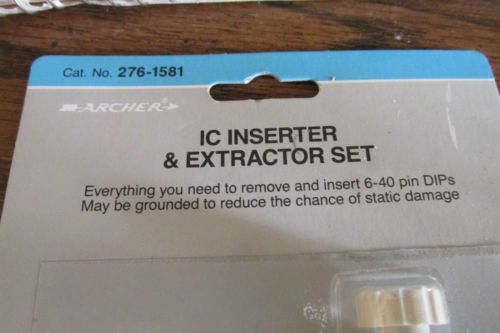 Cat. No. 276-1581
ARCHER®
IC INSERTER
& EXTRACTOR SET
Everything you need to remove and insert 6-40 pin DIPs
May be grounded to reduce the chance of static damage